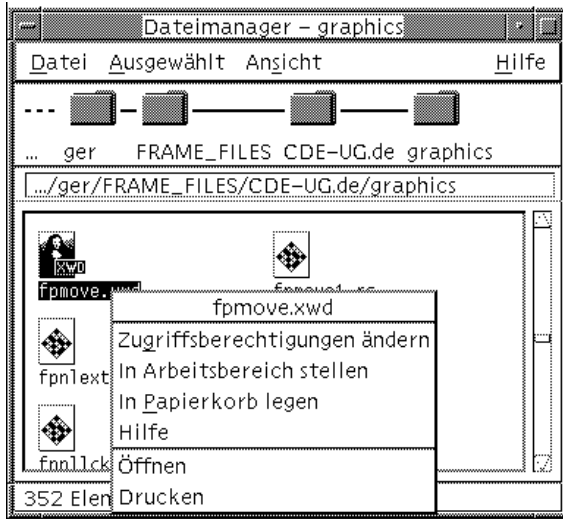 Dateimanager – graphics
Datei Ausgewählt Ansicht Hilfe
... ger FRAME_FILES CDE-UG.de graphics
.../ger/FRAME_FILES/CDE-UG.de/graphics
XWD
fpmove.xwd
fpmove.xwd
Zugriffsberechtigungen ändern
In Arbeitsbereich stellen
fpnlext
In Papierkorb legen
Hilfe
Öffnen
352 Elem Drucken